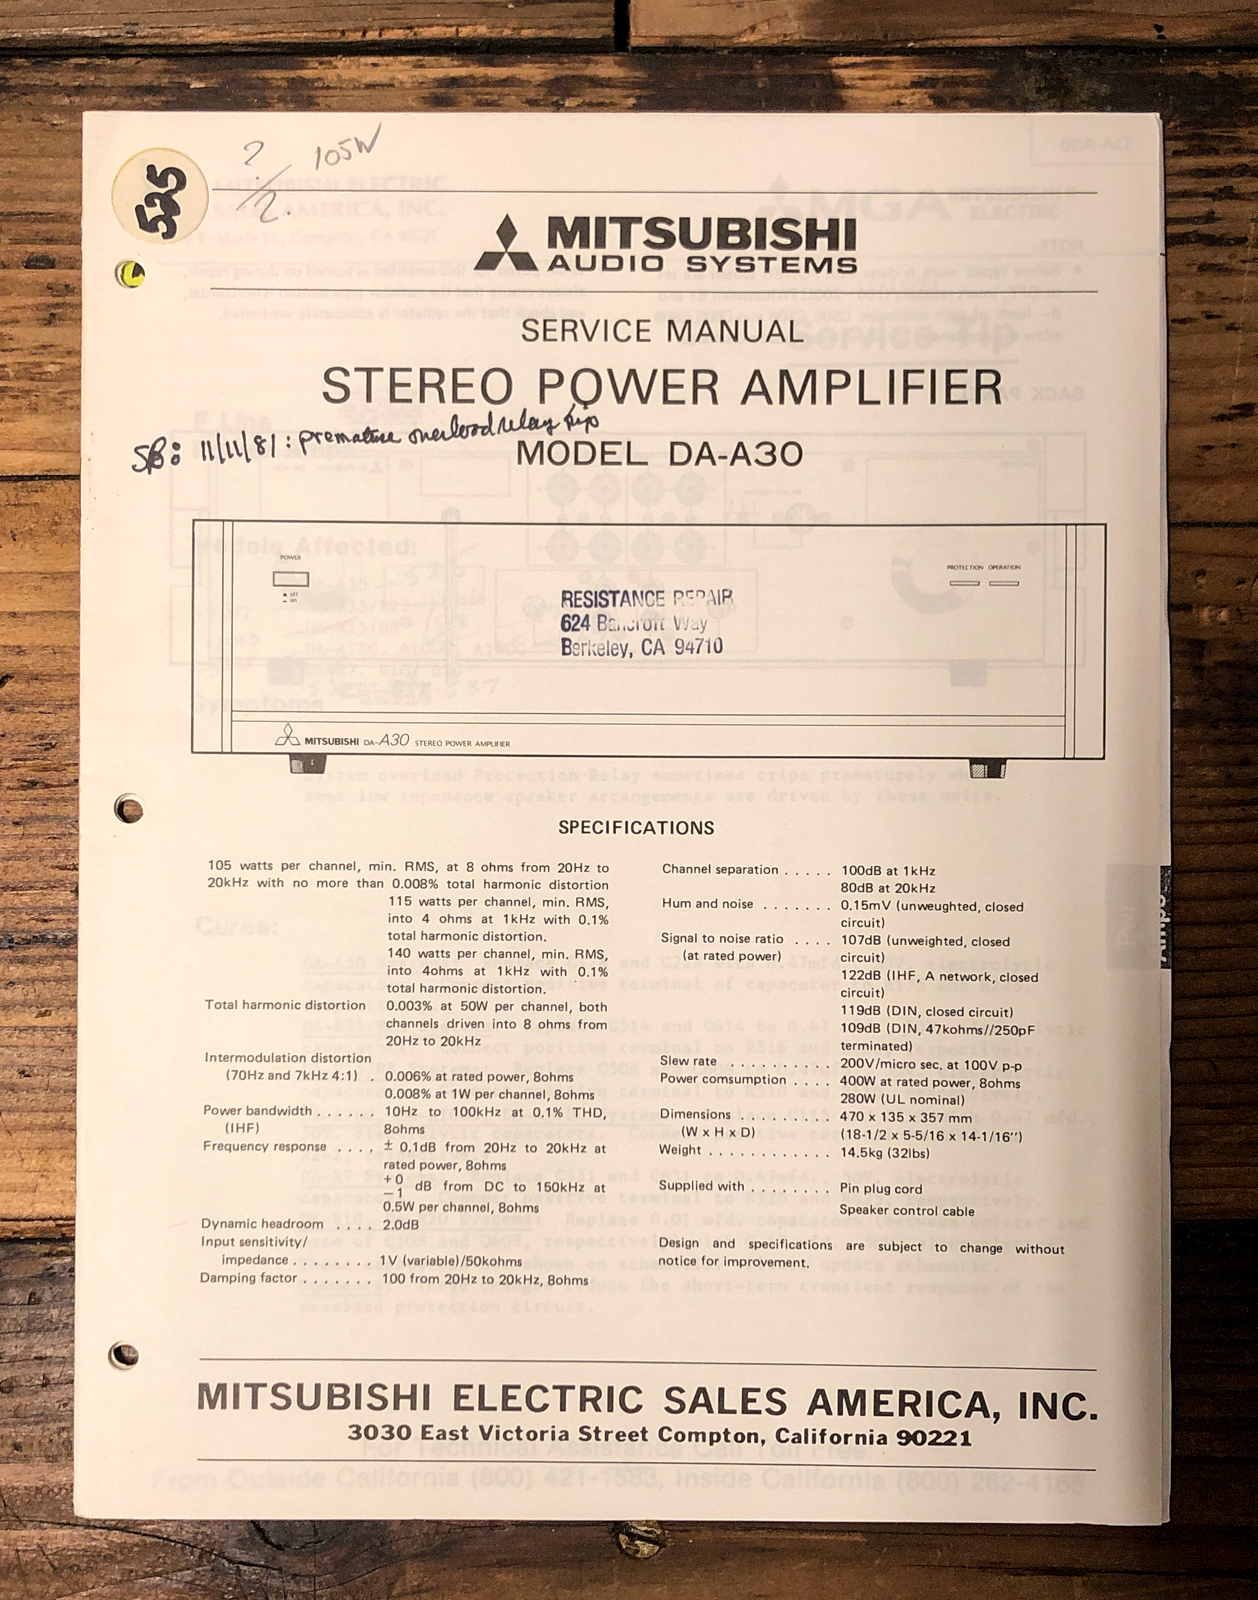 525
?/2. 105W
MITSUBISHI
AUDIO SYSTEMS
SERVICE MANUAL
STEREO POWER AMPLIFIER
SB: 11/11/81: premature overload relay trip
MODEL DA-A30
POWER
off
on
PROTECTION OPERATION
RESISTANCE REPAIR
624 Bancroft Way
Berkeley, CA 94710
MITSUBISHI DA-A30 STEREO POWER AMPLIFIER
SPECIFICATIONS
105 watts per channel, min. RMS, at 8 ohms from 20Hz to
20kHz with no more than 0.008% total harmonic distortion
115 watts per channel, min. RMS,
into 4 ohms at 1kHz with 0.1%
total harmonic distortion.
140 watts per channel, min. RMS,
into 4ohms at 1kHz with 0.1%
total harmonic distortion.
Total harmonic distortion 0.003% at 50W per channel, both
channels driven into 8 ohms from
20Hz to 20kHz
Intermodulation distortion
(70Hz and 7kHz 4:1) . 0.006% at rated power, 8ohms
0.008% at 1W per channel, 8ohms
Power bandwidth . . . . . . 10Hz to 100kHz at 0.1% THD,
(IHF) 8ohms
Frequency response . . . . ± 0.1dB from 20Hz to 20kHz at
rated power, 8ohms
+0
−1 dB from DC to 150kHz at
0.5W per channel, 8ohms
Dynamic headroom . . . . 2.0dB
Input sensitivity/
impedance . . . . . . . . 1V (variable)/50kohms
Damping factor . . . . . . . 100 from 20Hz to 20kHz, 8ohms
Channel separation . . . . . 100dB at 1kHz
80dB at 20kHz
Hum and noise . . . . . . . 0.15mV (unweughted, closed
circuit)
Signal to noise ratio . . . . 107dB (unweighted, closed
(at rated power) circuit)
122dB (IHF, A network, closed
circuit)
119dB (DIN, closed circuit)
109dB (DIN, 47kohms//250pF
terminated)
Slew rate . . . . . . . . . . 200V/micro sec. at 100V p-p
Power comsumption . . . . 400W at rated power, 8ohms
280W (UL nominal)
Dimensions . . . . . . . . . 470 x 135 x 357 mm
(W x H x D) (18-1/2 x 5-5/16 x 14-1/16'')
Weight . . . . . . . . . . . . 14.5kg (32lbs)
Supplied with . . . . . . . . Pin plug cord
Speaker control cable
Design and specifications are subject to change without
notice for improvement.
MITSUBISHI ELECTRIC SALES AMERICA, INC.
3030 East Victoria Street Compton, California 90221